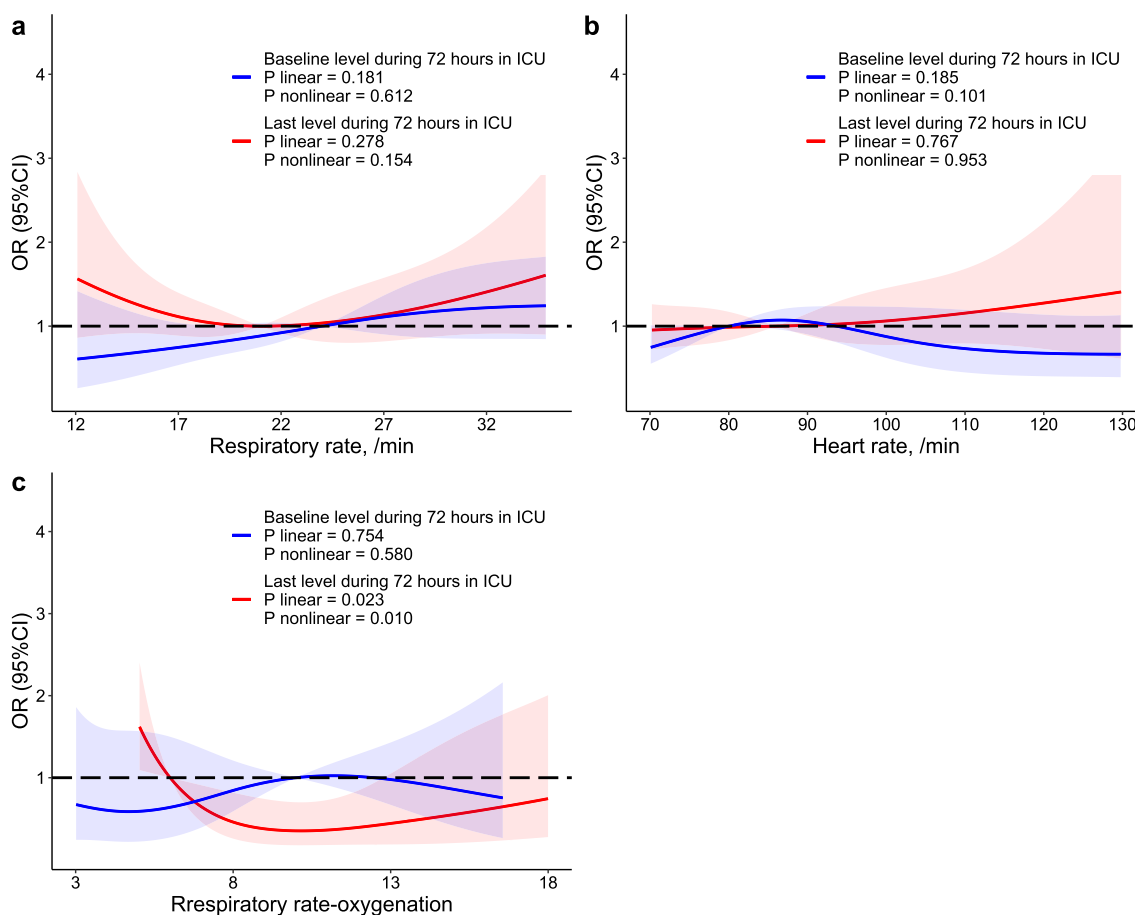 a
Baseline level during 72 hours in ICU
P linear = 0.181
P nonlinear = 0.612
Last level during 72 hours in ICU
P linear = 0.278
P nonlinear = 0.154
OR (95%CI)
4
3
2
1
12 17 22 27 32
Respiratory rate, /min
b
Baseline level during 72 hours in ICU
P linear = 0.185
P nonlinear = 0.101
Last level during 72 hours in ICU
P linear = 0.767
P nonlinear = 0.953
OR (95%CI)
4
3
2
1
70 80 90 100 110 120 130
Heart rate, /min
c
Baseline level during 72 hours in ICU
P linear = 0.754
P nonlinear = 0.580
Last level during 72 hours in ICU
P linear = 0.023
P nonlinear = 0.010
OR (95%CI)
4
3
2
1
3 8 13 18
Rrespiratory rate-oxygenation